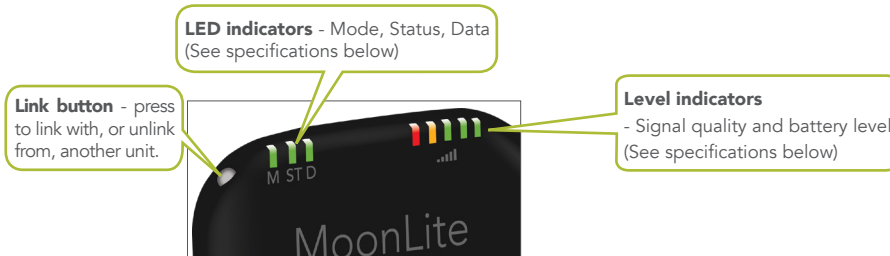 LED indicators - Mode, Status, Data
(See specifications below)
Link button - press
to link with, or unlink
from, another unit.
Level indicators
- Signal quality and battery level
(See specifications below)
M ST D
MoonLite